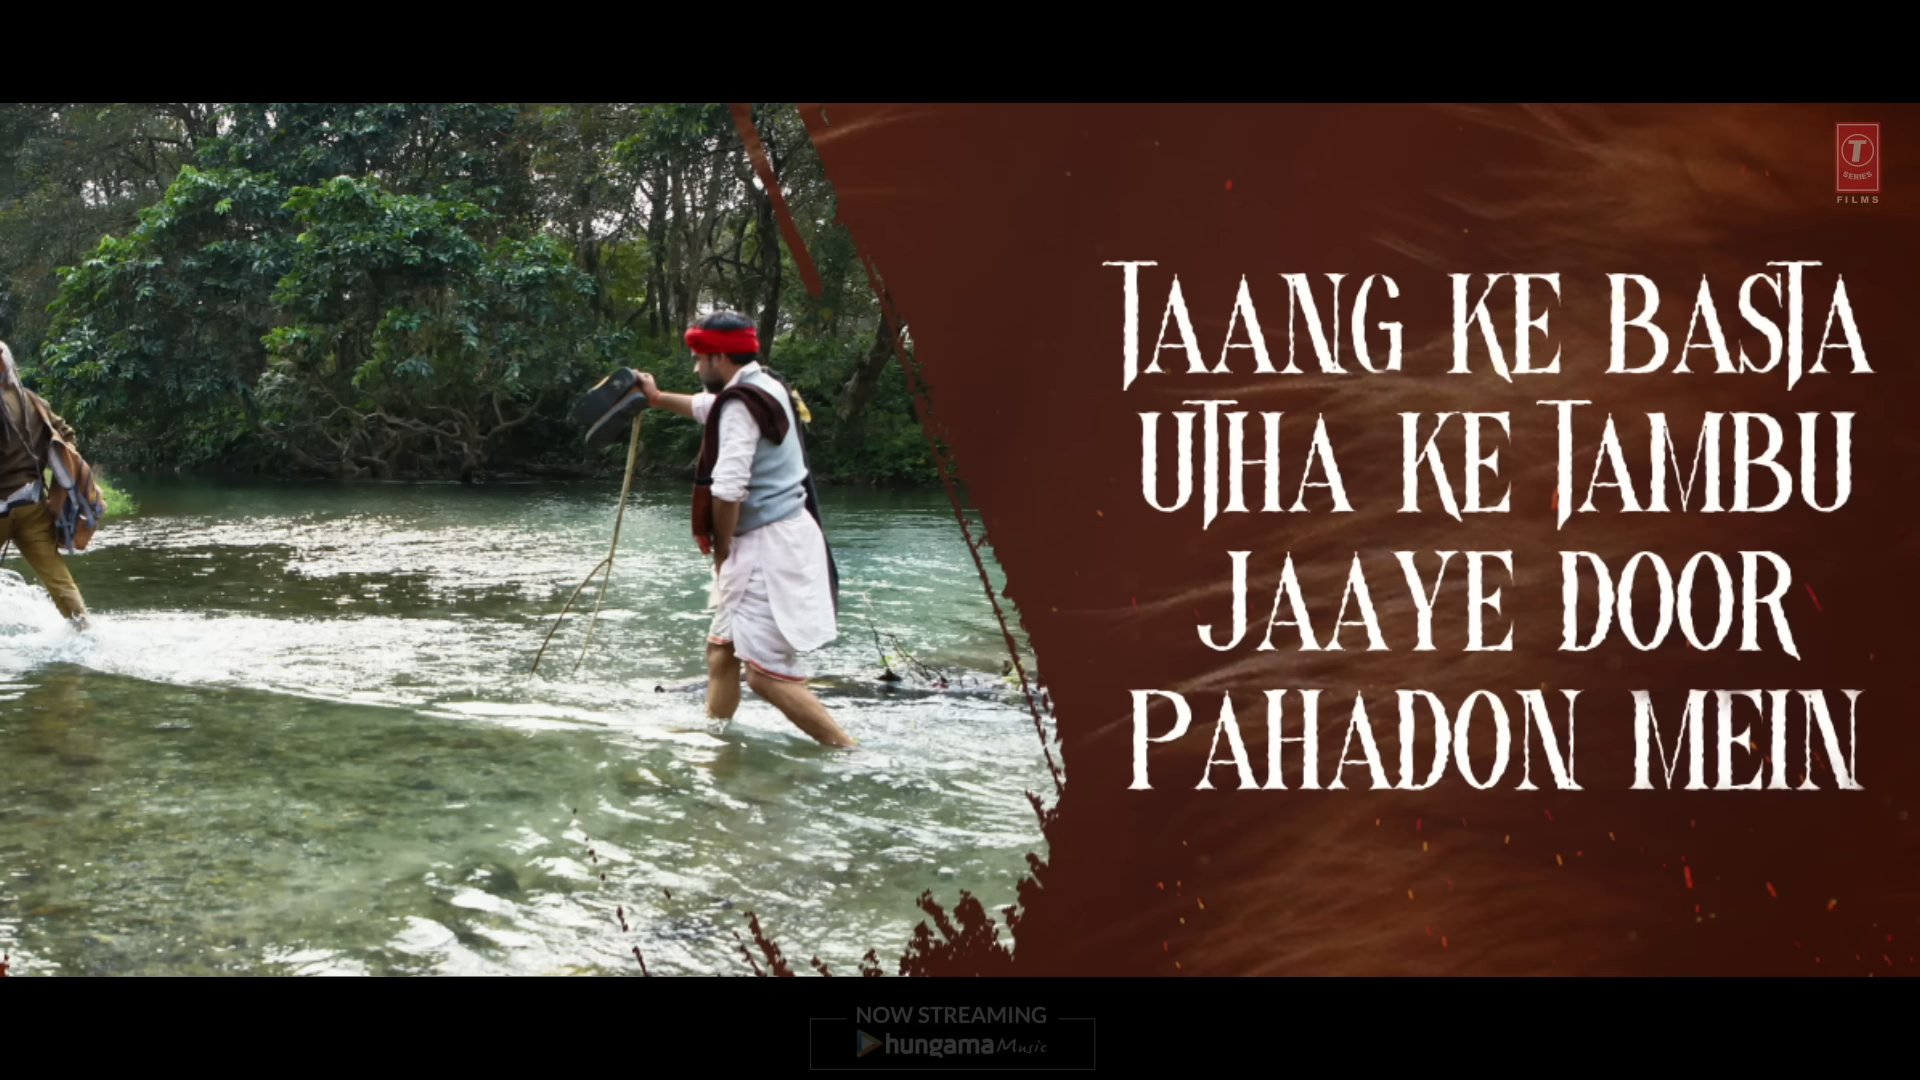 T
SERIES
FILMS
TAANG KE BASTA
UTHA KE TAMBU
JAAYE DOOR
PAHADON MEIN
NOW STREAMING
hungama Music